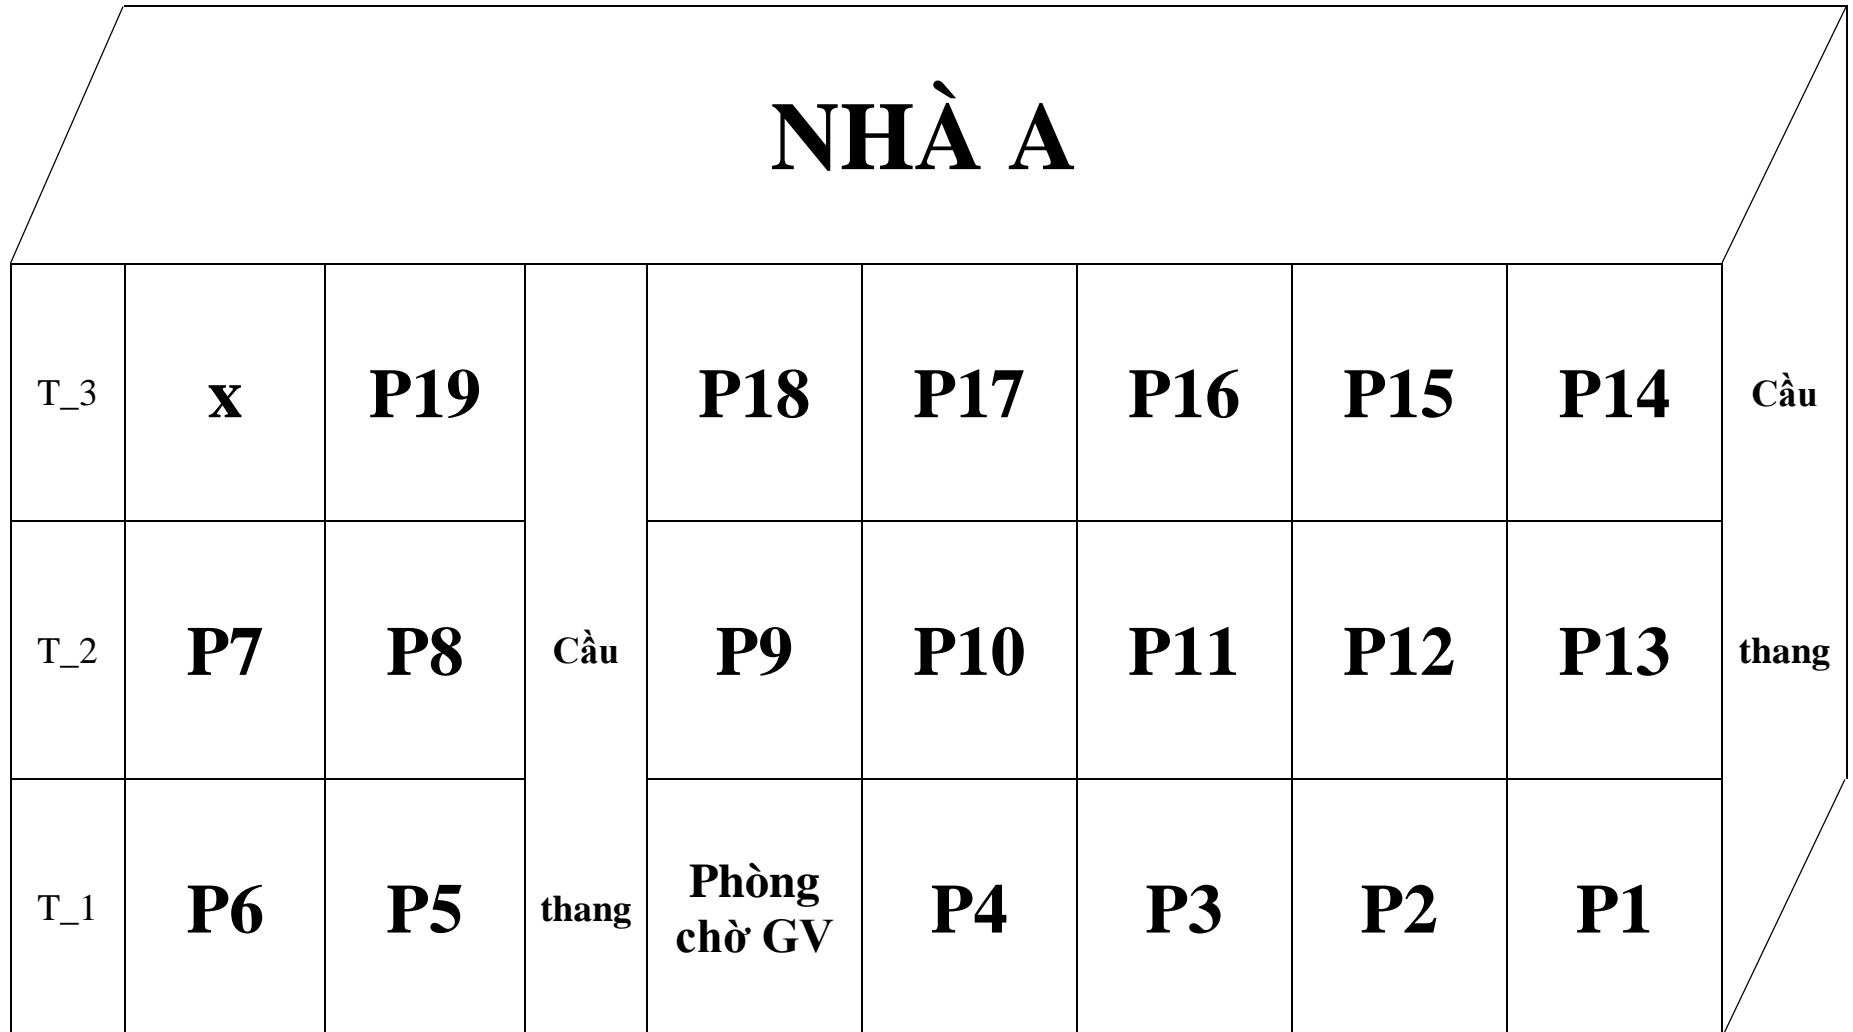 NHÀ A
T_3 x P19 P18 P17 P16 P15 P14 Cầu
T_2 P7 P8 Cầu P9 P10 P11 P12 P13 thang
T_1 P6 P5 thang Phòng chờ GV P4 P3 P2 P1